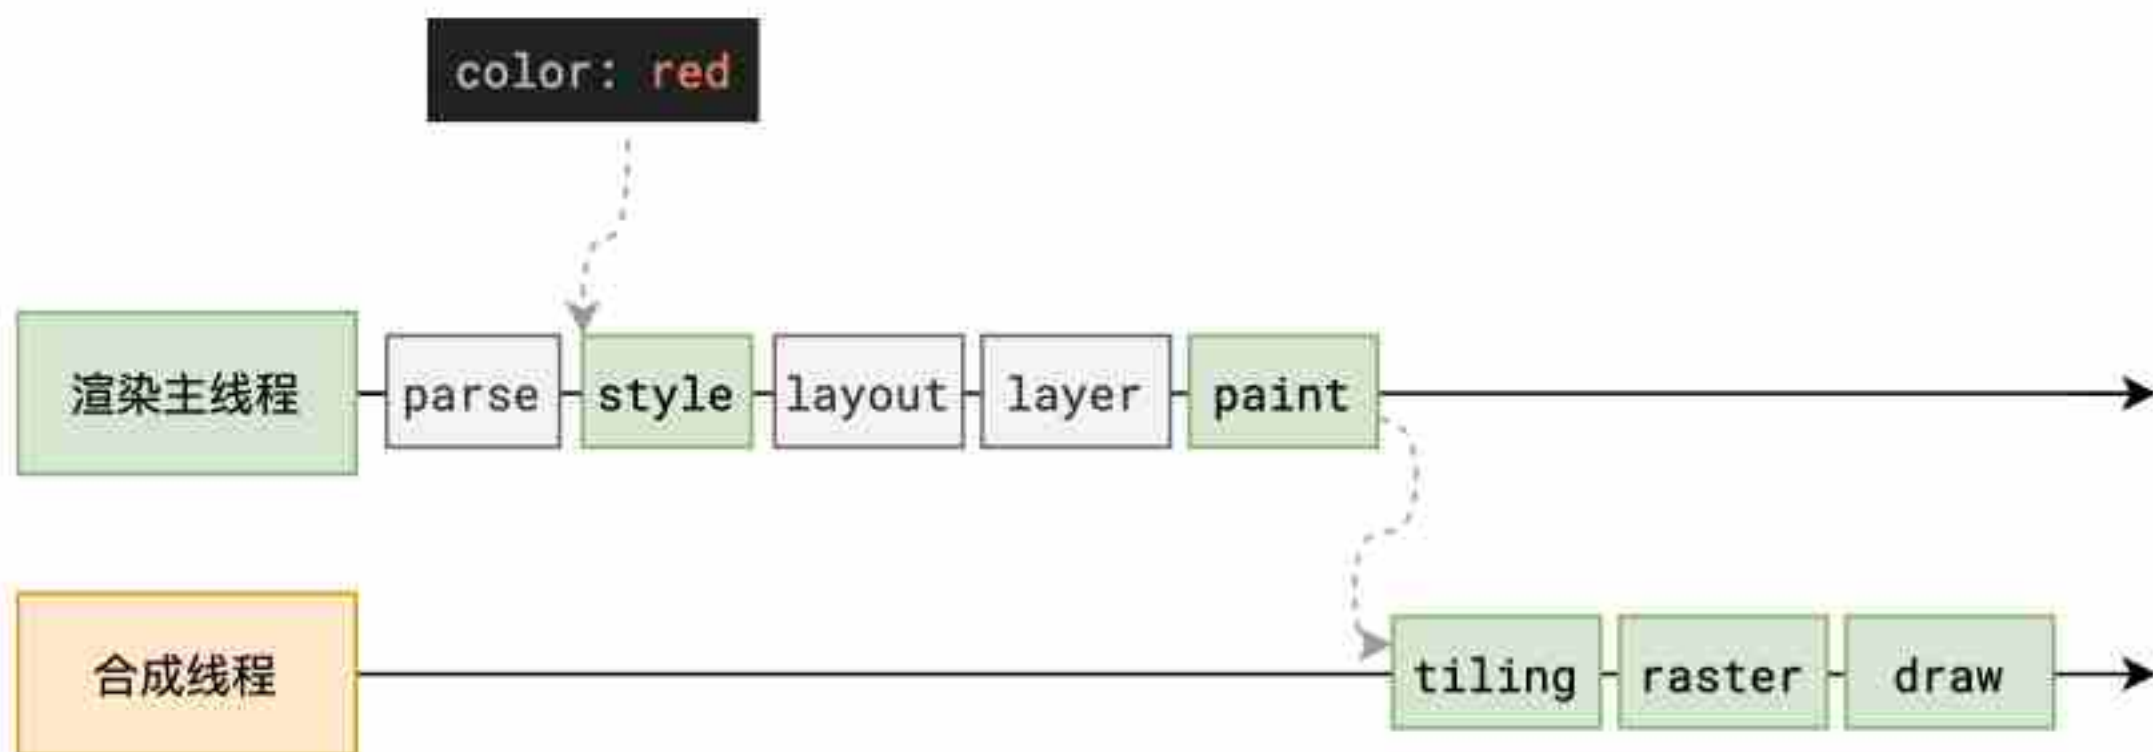 color: red
渲染主线程
parse
style
layout
layer
paint
合成线程
tiling
raster
draw